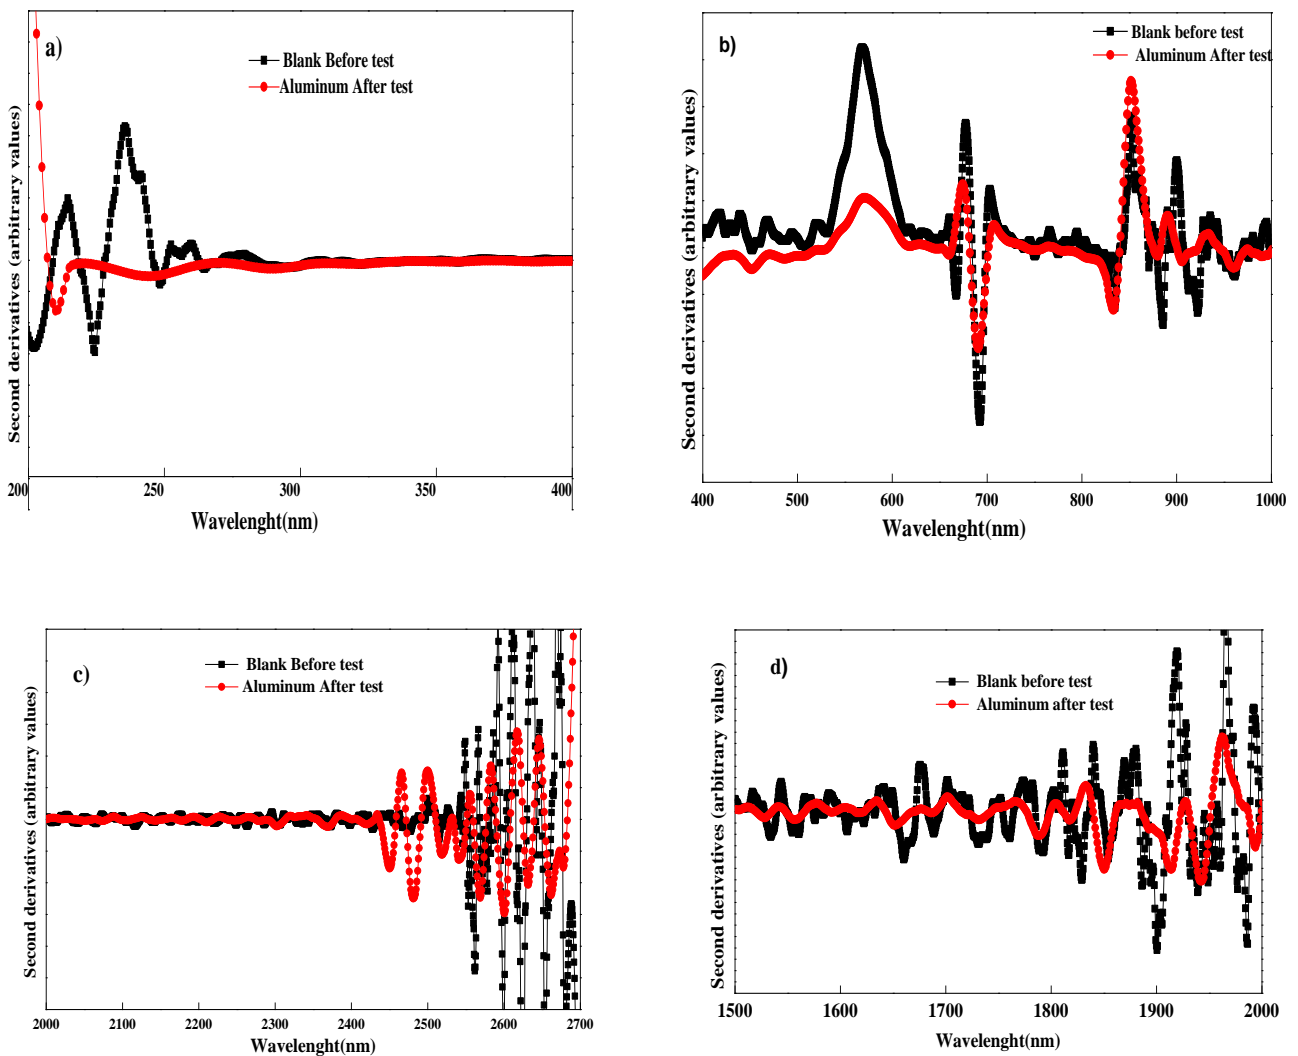 a)
Blank Before test
Aluminum After test
Second derivatives (arbitrary values)
200 250 300 350 400
Wavelenght(nm)
b)
Blank before test
Aluminum After test
Second derivatives (arbitrary values)
400 500 600 700 800 900 1000
Wavelenght(nm)
c)
Blank Before test
Aluminum After test
Second derivatives (arbitrary values)
2000 2100 2200 2300 2400 2500 2600 2700
Wavelenght(nm)
d)
Blank before test
Aluminum after test
Second derivatives (arbitrary values)
1500 1600 1700 1800 1900 2000
Wavelenght(nm)